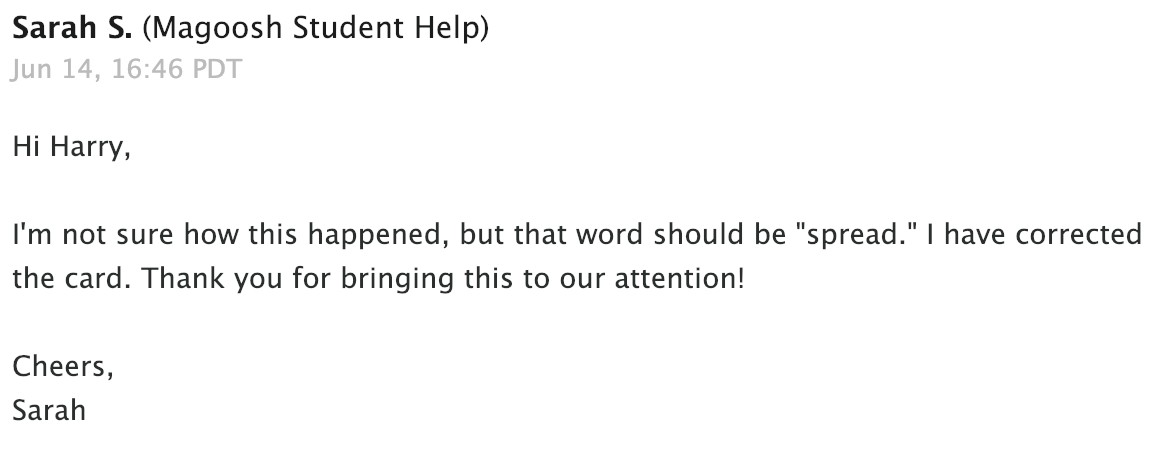 Sarah S. (Magoosh Student Help)
Jun 14, 16:46 PDT
Hi Harry,
I'm not sure how this happened, but that word should be "spread." I have corrected
the card. Thank you for bringing this to our attention!
Cheers,
Sarah